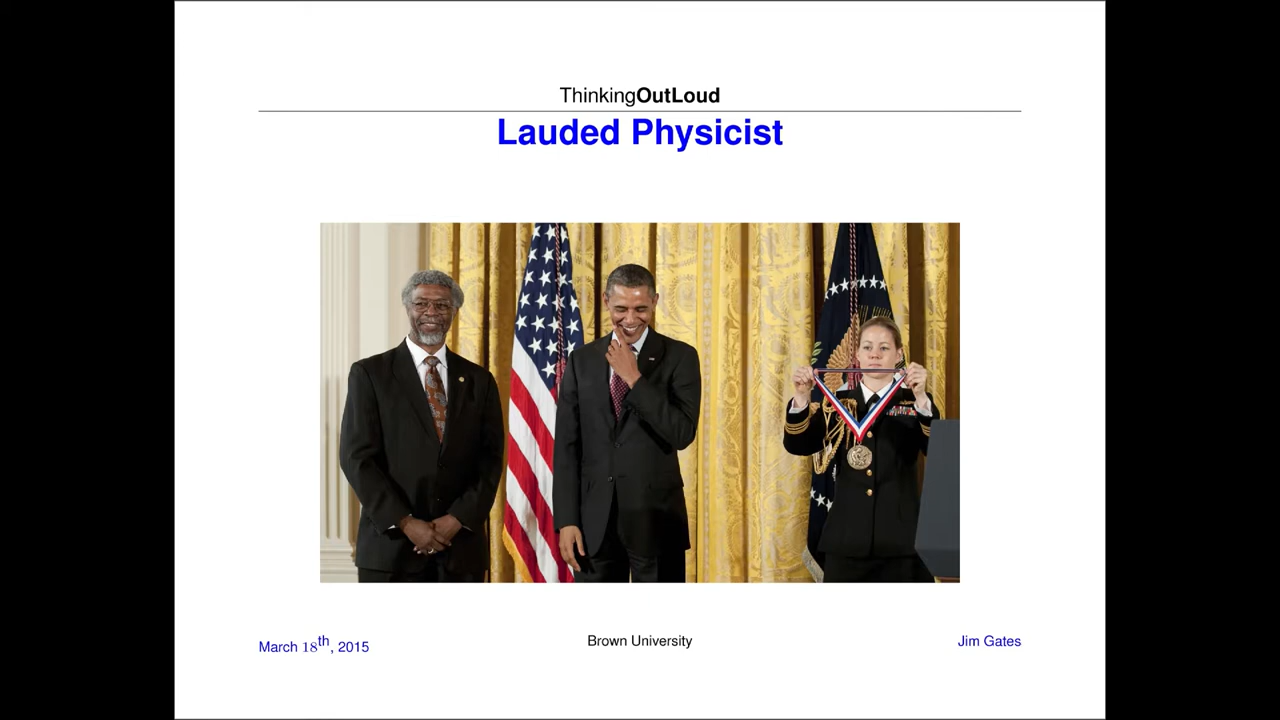 ThinkingOutLoud
Lauded Physicist
March 18th, 2015
Brown University
Jim Gates